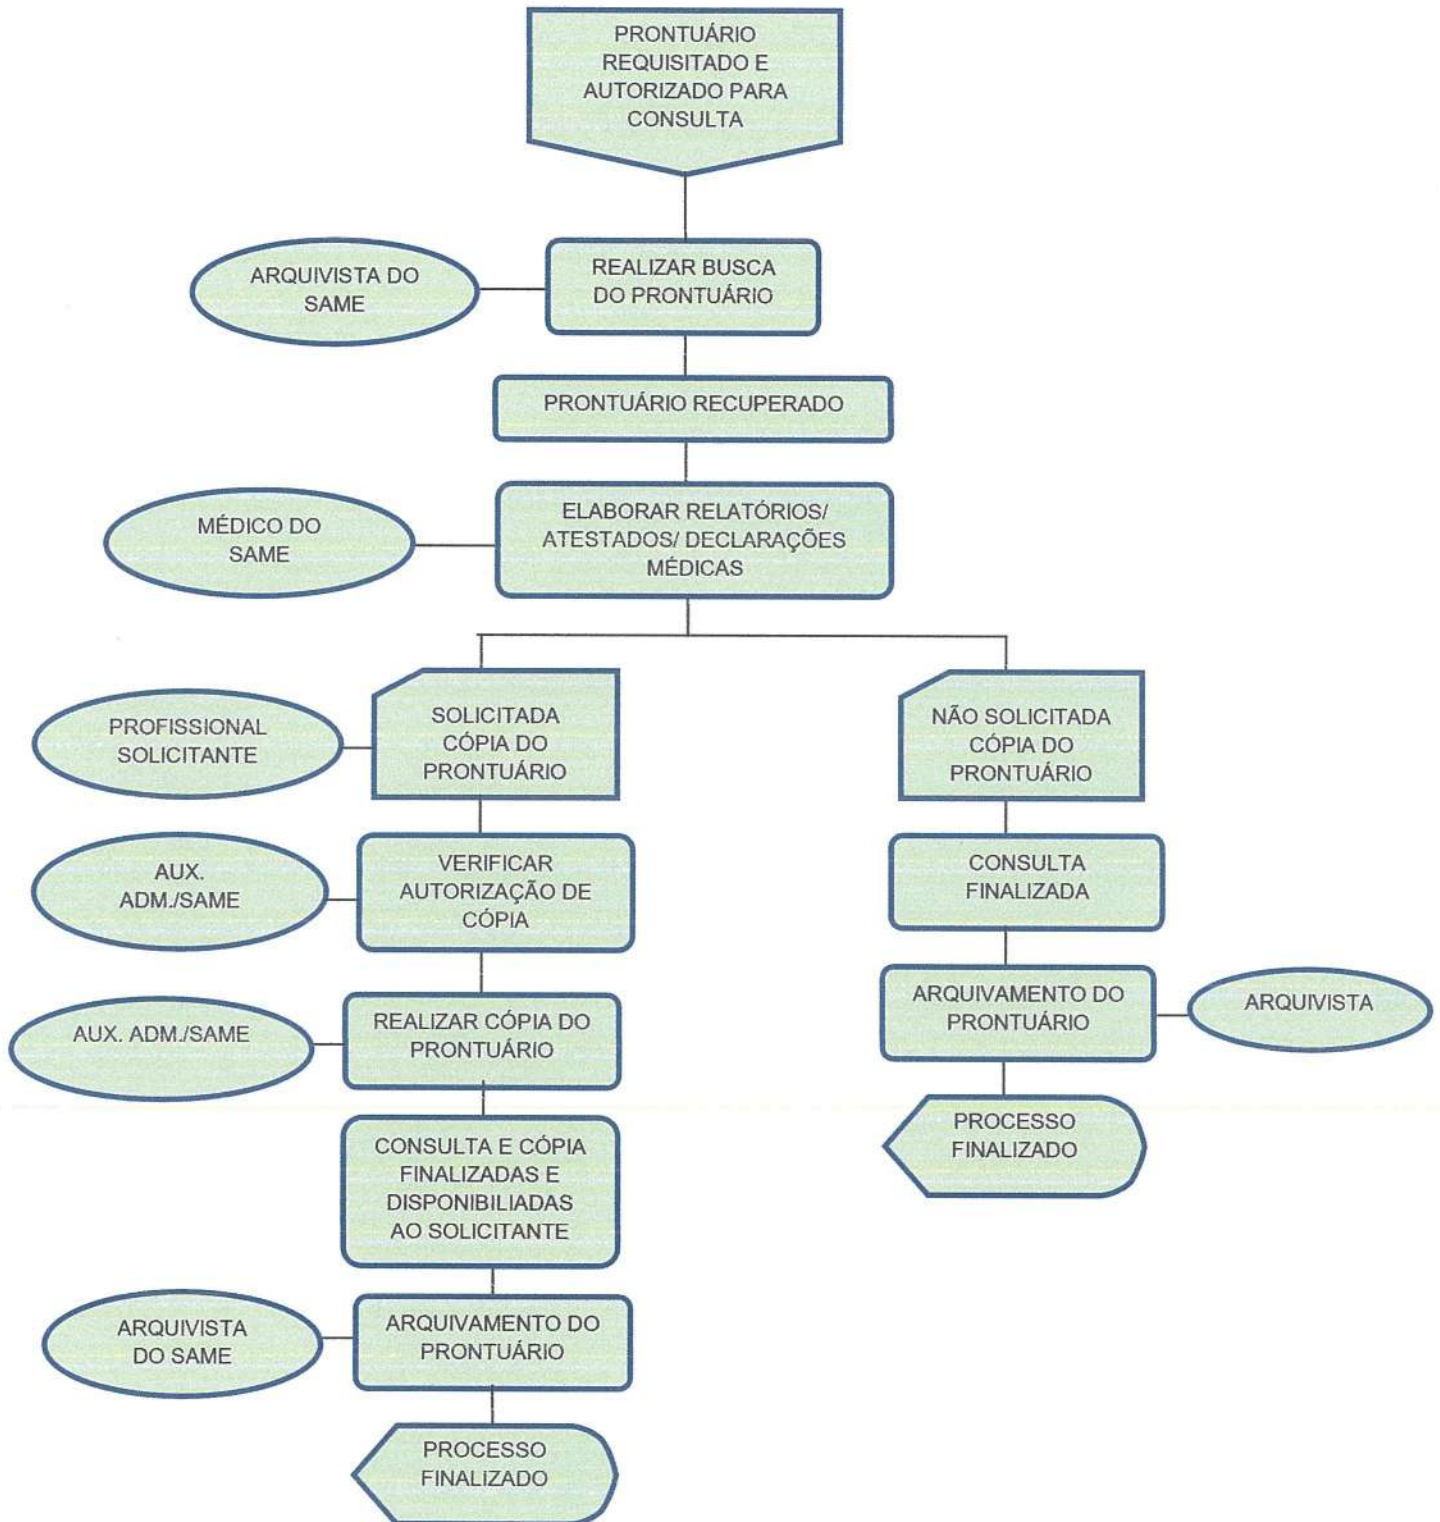 PRONTUÁRIO
REQUISITADO E
AUTORIZADO PARA
CONSULTA
ARQUIVISTA DO
SAME
REALIZAR BUSCA
DO PRONTUÁRIO
PRONTUÁRIO RECUPERADO
MÉDICO DO
SAME
ELABORAR RELATÓRIOS/
ATESTADOS/ DECLARAÇÕES
MÉDICAS
PROFISSIONAL
SOLICITANTE
SOLICITADA
CÓPIA DO
PRONTUÁRIO
NÃO SOLICITADA
CÓPIA DO
PRONTUÁRIO
AUX.
ADM./SAME
VERIFICAR
AUTORIZAÇÃO DE
CÓPIA
CONSULTA
FINALIZADA
AUX. ADM./SAME
REALIZAR CÓPIA DO
PRONTUÁRIO
ARQUIVAMENTO DO
PRONTUÁRIO
ARQUIVISTA
CONSULTA E CÓPIA
FINALIZADAS E
DISPONIBILIADAS
AO SOLICITANTE
PROCESSO
FINALIZADO
ARQUIVISTA
DO SAME
ARQUIVAMENTO DO
PRONTUÁRIO
PROCESSO
FINALIZADO